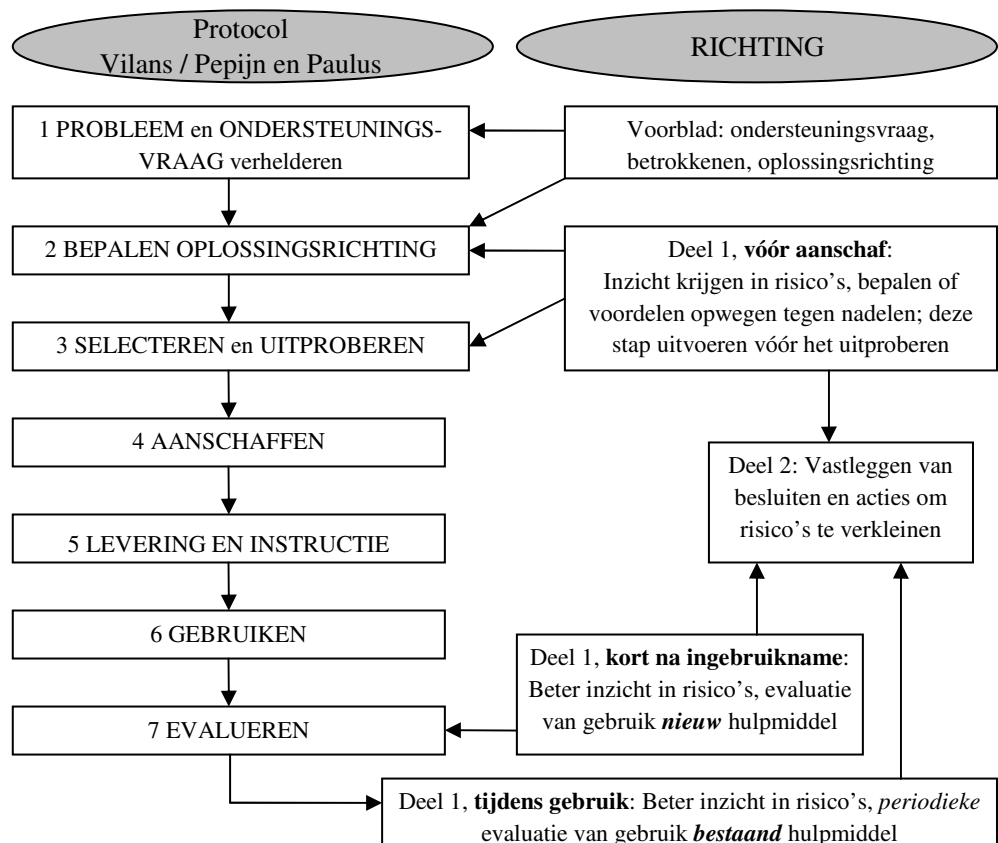 Protocol
Vilans / Pepijn en Paulus
RICHTING
1 PROBLEEM en ONDERSTEUNINGS-
VRAAG verhelderen
Voorblad: ondersteuningsvraag,
betrokkenen, oplossingsrichting
2 BEPALEN OPLOSSINGSRICHTING
Deel 1, vóór aanschaf:
Inzicht krijgen in risico’s, bepalen of
voordelen opwegen tegen nadelen; deze
stap uitvoeren vóór het uitproberen
3 SELECTEREN en UITPROBEREN
4 AANSCHAFFEN
Deel 2: Vastleggen van
besluiten en acties om
risico’s te verkleinen
5 LEVERING EN INSTRUCTIE
6 GEBRUIKEN
Deel 1, kort na ingebruikname:
Beter inzicht in risico’s, evaluatie
van gebruik nieuw hulpmiddel
7 EVALUEREN
Deel 1, tijdens gebruik: Beter inzicht in risico’s, periodieke
evaluatie van gebruik bestaand hulpmiddel